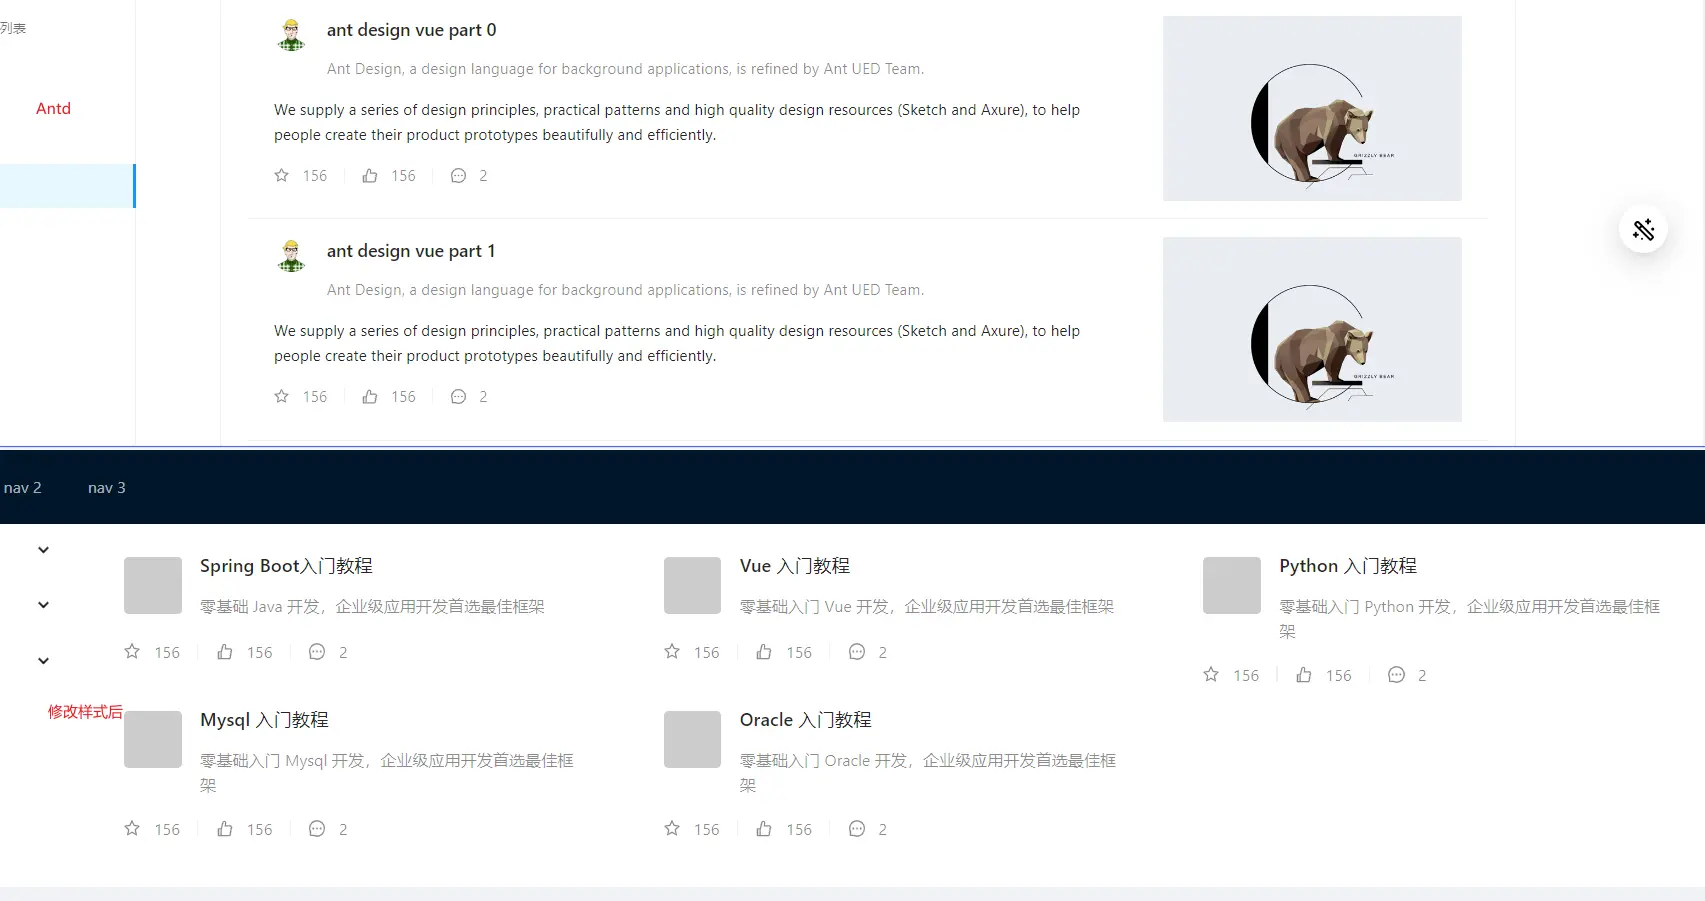 列表
Antd
ant design vue part 0
Ant Design, a design language for background applications, is refined by Ant UED Team.
We supply a series of design principles, practical patterns and high quality design resources (Sketch and Axure), to help
people create their product prototypes beautifully and efficiently.
156 156 2
GRIZZLY BEAR
ant design vue part 1
Ant Design, a design language for background applications, is refined by Ant UED Team.
We supply a series of design principles, practical patterns and high quality design resources (Sketch and Axure), to help
people create their product prototypes beautifully and efficiently.
156 156 2
GRIZZLY BEAR
nav 2 nav 3
Spring Boot入门教程
零基础 Java 开发，企业级应用开发首选最佳框架
156 156 2
Vue 入门教程
零基础入门 Vue 开发，企业级应用开发首选最佳框架
156 156 2
Python 入门教程
零基础入门 Python 开发，企业级应用开发首选最佳框
架
156 156 2
修改样式后
Mysql 入门教程
零基础入门 Mysql 开发，企业级应用开发首选最佳框
架
156 156 2
Oracle 入门教程
零基础入门 Oracle 开发，企业级应用开发首选最佳框
架
156 156 2